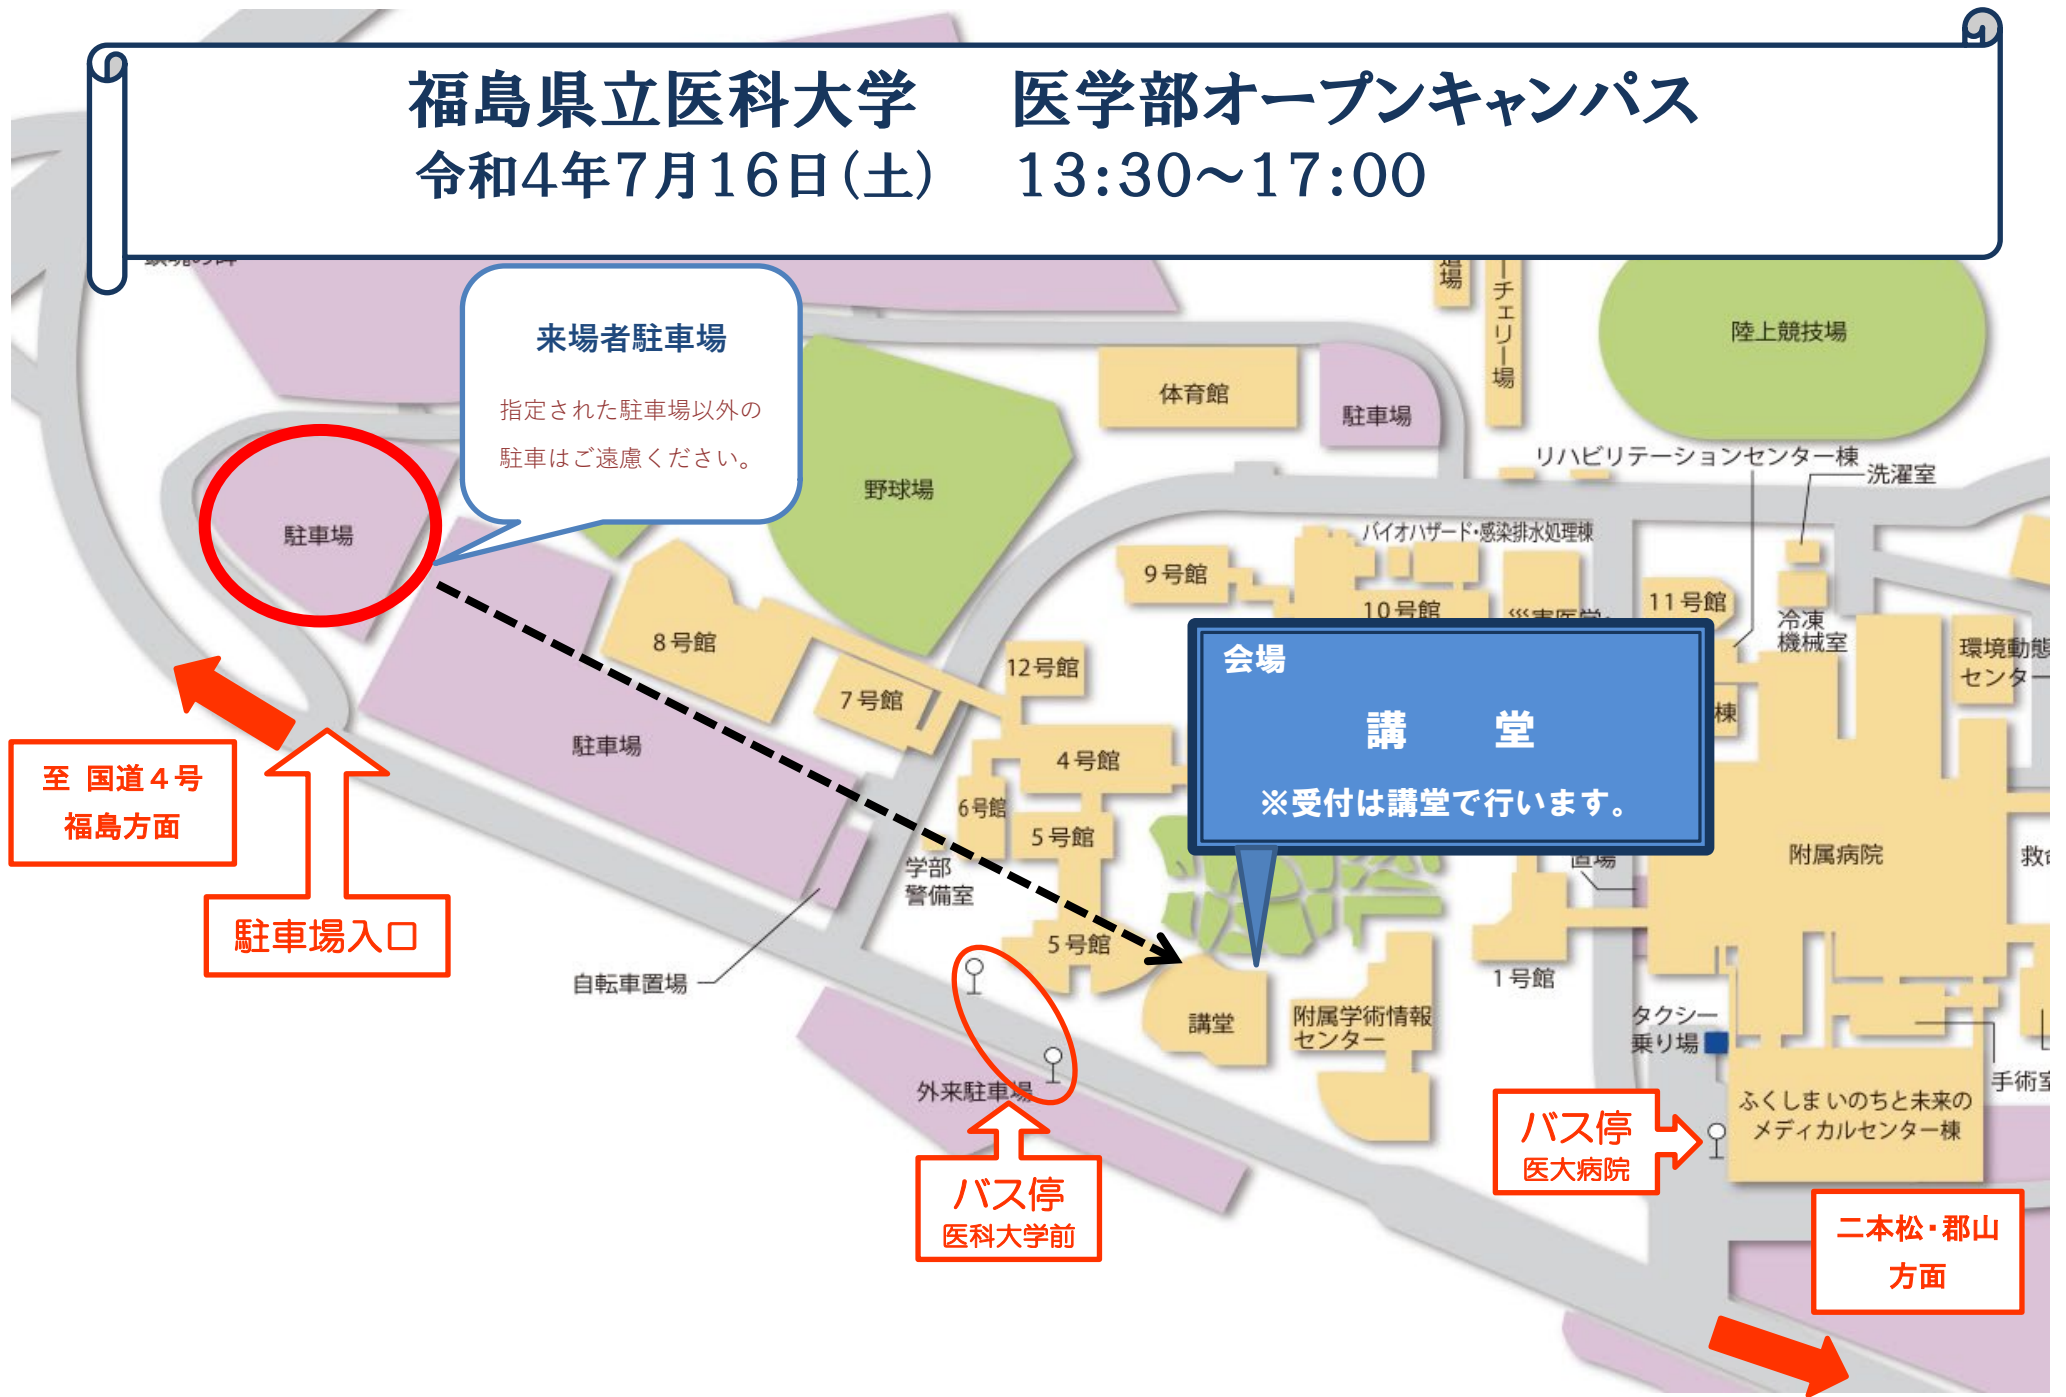 福島県立医科大学　医学部オープンキャンパス
令和4年7月16日(土)　13:30～17:00
来場者駐車場
指定された駐車場以外の
駐車はご遠慮ください。
道場
ーチェリー場
陸上競技場
体育館
駐車場
リハビリテーションセンター棟
洗濯室
野球場
駐車場
バイオハザード・感染排水処理棟
9号館
10号館
11号館
冷凍
機械室
環境動態
センター
8号館
12号館
7号館
会場
講　堂
※受付は講堂で行います。
棟
駐車場
4号館
至 国道4号
福島方面
6号館
5号館
附属病院
学部
警備室
置場
駐車場入口
5号館
自転車置場
1号館
講堂
附属学術情報
センター
タクシー
乗り場
外来駐車場
手術室
ふくしまいのちと未来の
メディカルセンター棟
バス停
医大病院
バス停
医科大学前
二本松・郡山
方面